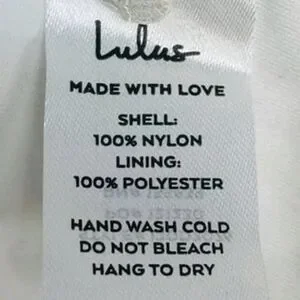 Lulus
MADE WITH LOVE
SHELL:
100% NYLON
LINING:
100% POLYESTER
HAND WASH COLD
DO NOT BLEACH
HANG TO DRY